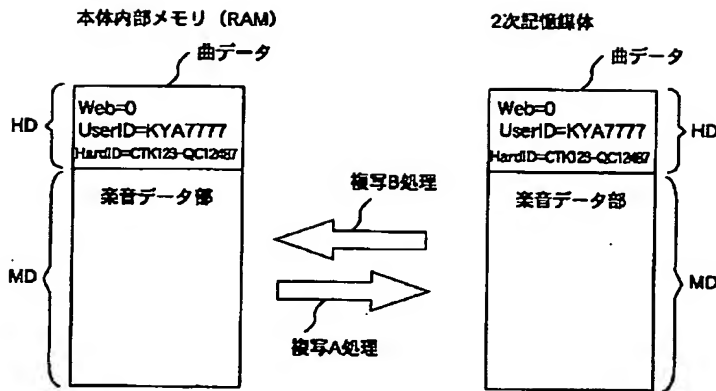 本体内部メモリ（RAM）
2次記憶媒体
曲データ
曲データ
HD
Web=0
UserID=KYA7777
HardID=CTK123-QC12487
Web=0
UserID=KYA7777
HardID=CTK123-QC12487
HD
楽音データ部
楽音データ部
複写B処理
MD
MD
複写A処理